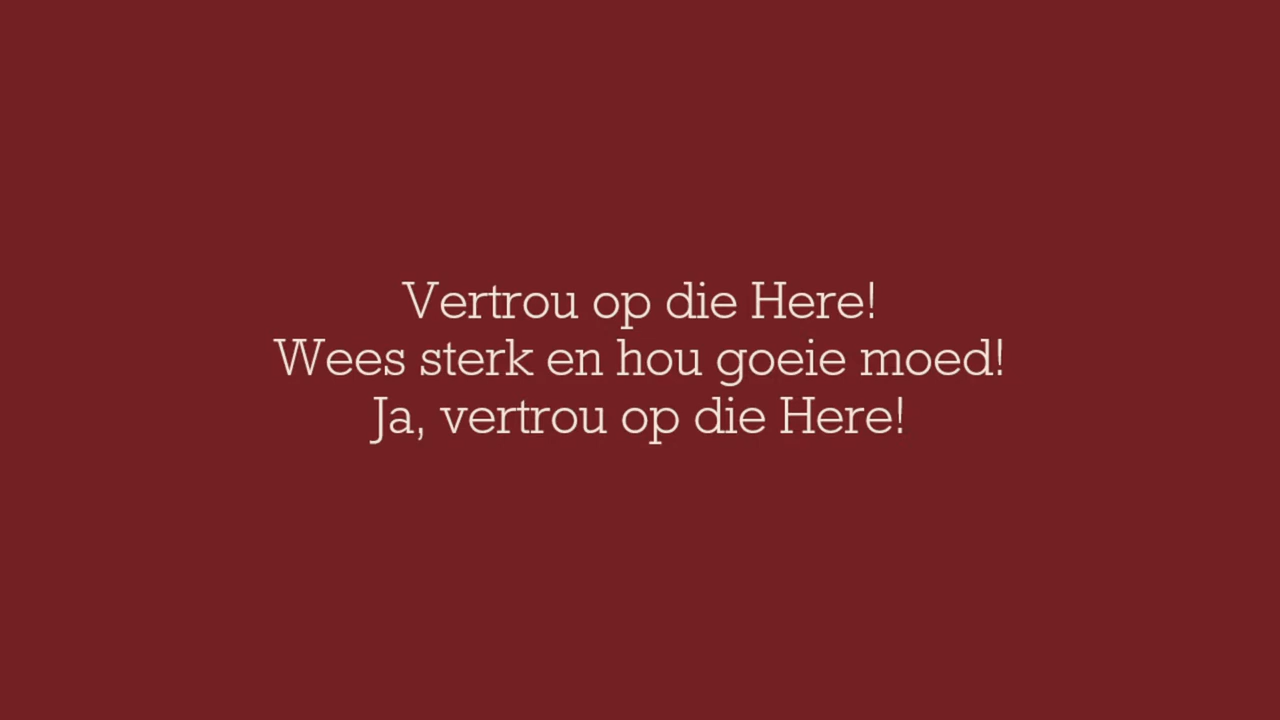 Vertrou op die Here!
Wees sterk en hou goeie moed!
Ja, vertrou op die Here!